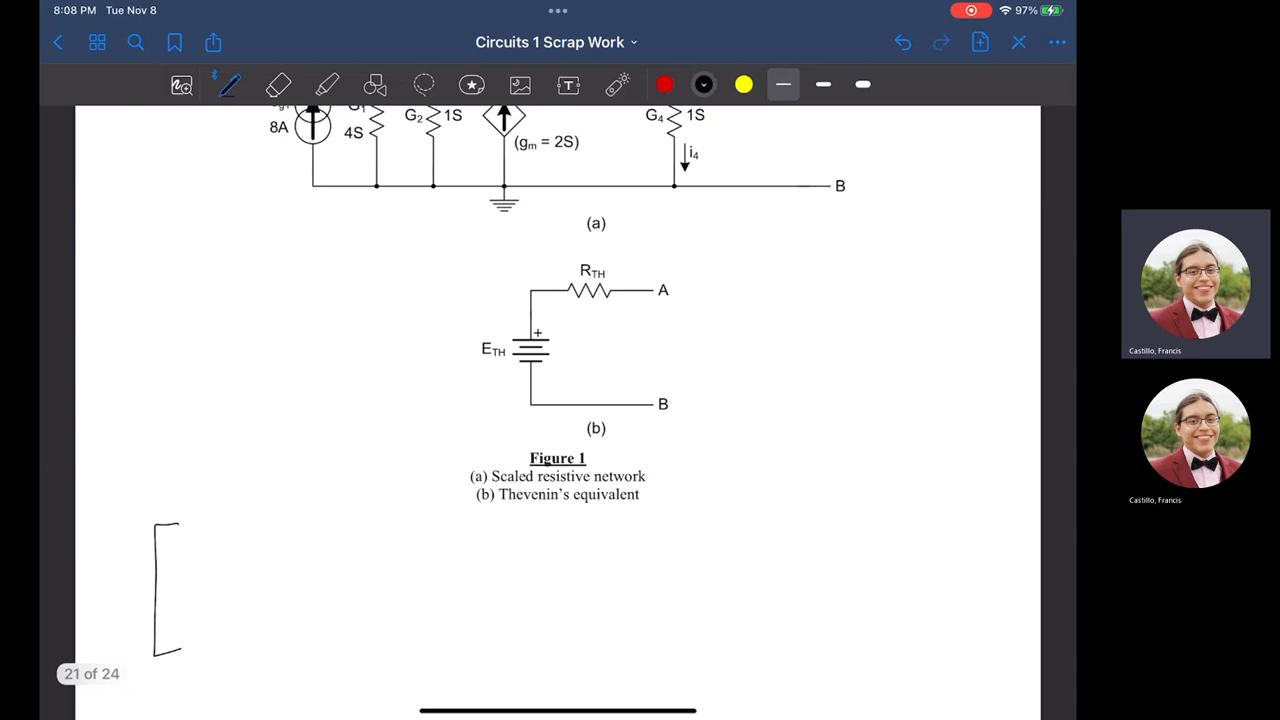 8:08 PM Tue Nov 8
97%
Circuits 1 Scrap Work
8A
4S
G₂
1S
(gm = 2S)
G₄
1S
i₄
B
(a)
RTH
A
+
ETH
B
(b)
Figure 1
(a) Scaled resistive network
(b) Thevenin's equivalent
21 of 24
Castillo, Francis
Castillo, Francis